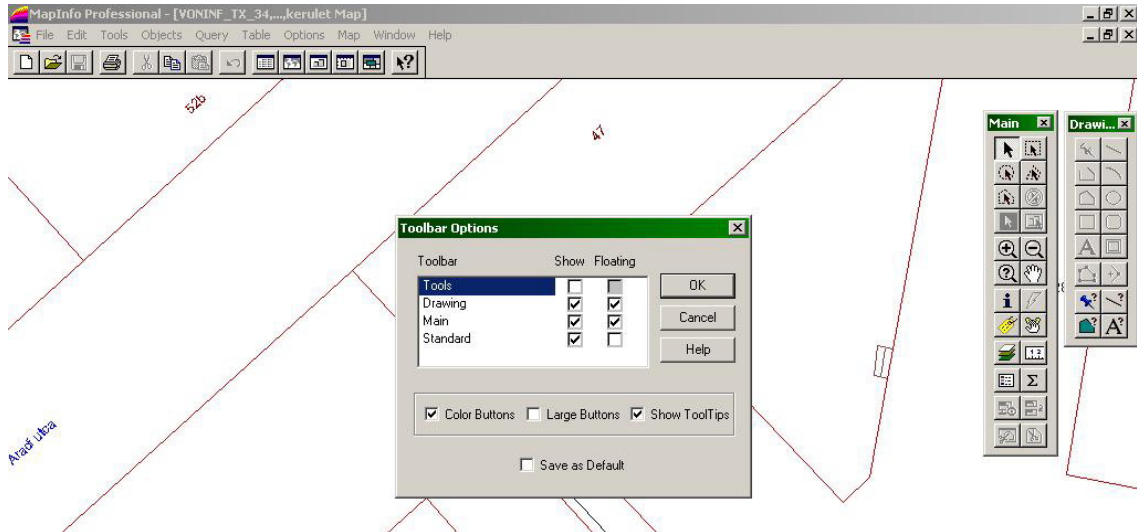 MapInfo Professional - [VONINF_TX_34,...,kerulet Map]
File Edit Tools Objects Query Table Options Map Window Help
52b
47
Main
Drawi...
Toolbar Options
Toolbar Show Floating
Tools
Drawing
Main
Standard
OK
Cancel
Help
Color Buttons Large Buttons Show ToolTips
Save as Default
Aradi utca